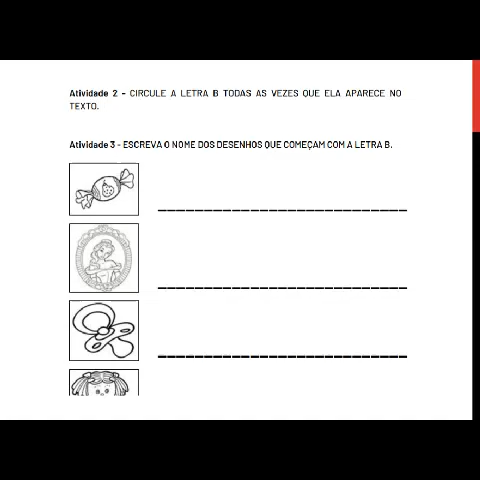 Atividade 2 - CIRCULE A LETRA B TODAS AS VEZES QUE ELA APARECE NO
TEXTO.
Atividade 3 - ESCREVA O NOME DOS DESENHOS QUE COMEÇAM COM A LETRA B.